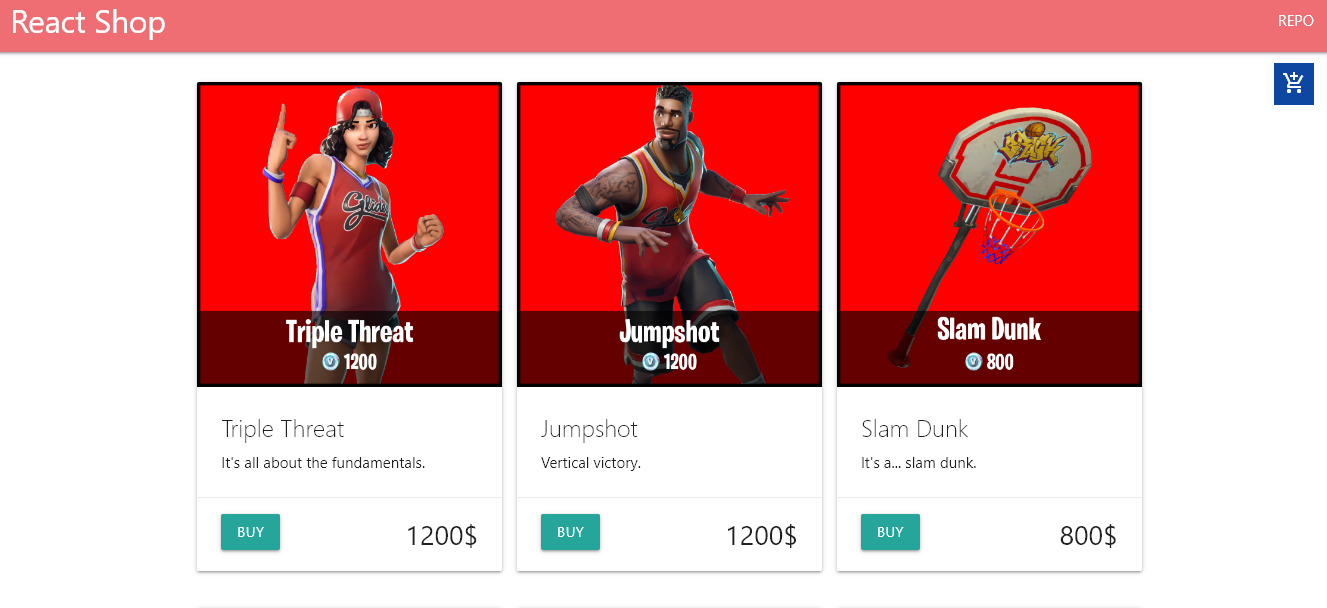 React Shop
REPO
Triple Threat
1200
Jumpshot
1200
Slam Dunk
800
Triple Threat
It's all about the fundamentals.
BUY
1200$
Jumpshot
Vertical victory.
BUY
1200$
Slam Dunk
It's a... slam dunk.
BUY
800$